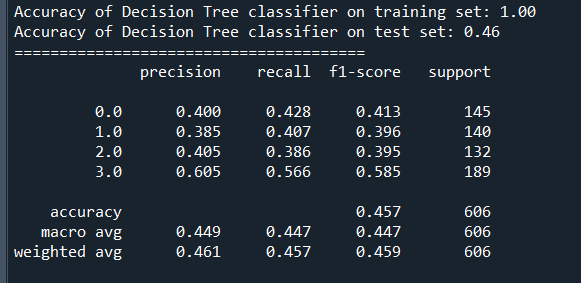 Accuracy of Decision Tree classifier on training set: 1.00
Accuracy of Decision Tree classifier on test set: 0.46
=======================================
precision recall f1-score support
0.0 0.400 0.428 0.413 145
1.0 0.385 0.407 0.396 140
2.0 0.405 0.386 0.395 132
3.0 0.605 0.566 0.585 189
accuracy 0.457 606
macro avg 0.449 0.447 0.447 606
weighted avg 0.461 0.457 0.459 606